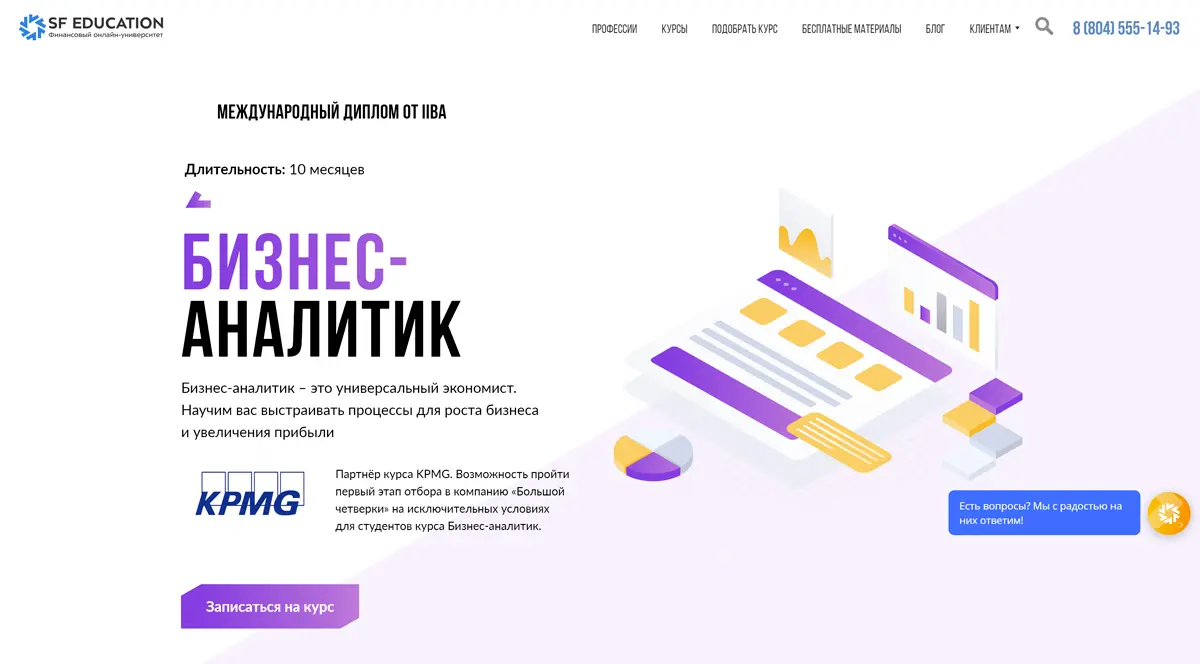 SF EDUCATION
Финансовый онлайн-университет
ПРОФЕССИИ КУРСЫ ПОДОБРАТЬ КУРС БЕСПЛАТНЫЕ МАТЕРИАЛЫ БЛОГ КЛИЕНТАМ 8 (804) 555-14-93
МЕЖДУНАРОДНЫЙ ДИПЛОМ ОТ IIBA
Длительность: 10 месяцев
БИЗНЕС-
АНАЛИТИК
Бизнес-аналитик – это универсальный экономист.
Научим вас выстраивать процессы для роста бизнеса
и увеличения прибыли
KPMG
Партнёр курса KPMG. Возможность пройти
первый этап отбора в компанию «Большой
четверки» на исключительных условиях
для студентов курса Бизнес-аналитик.
Есть вопросы? Мы с радостью на
них ответим!
Записаться на курс